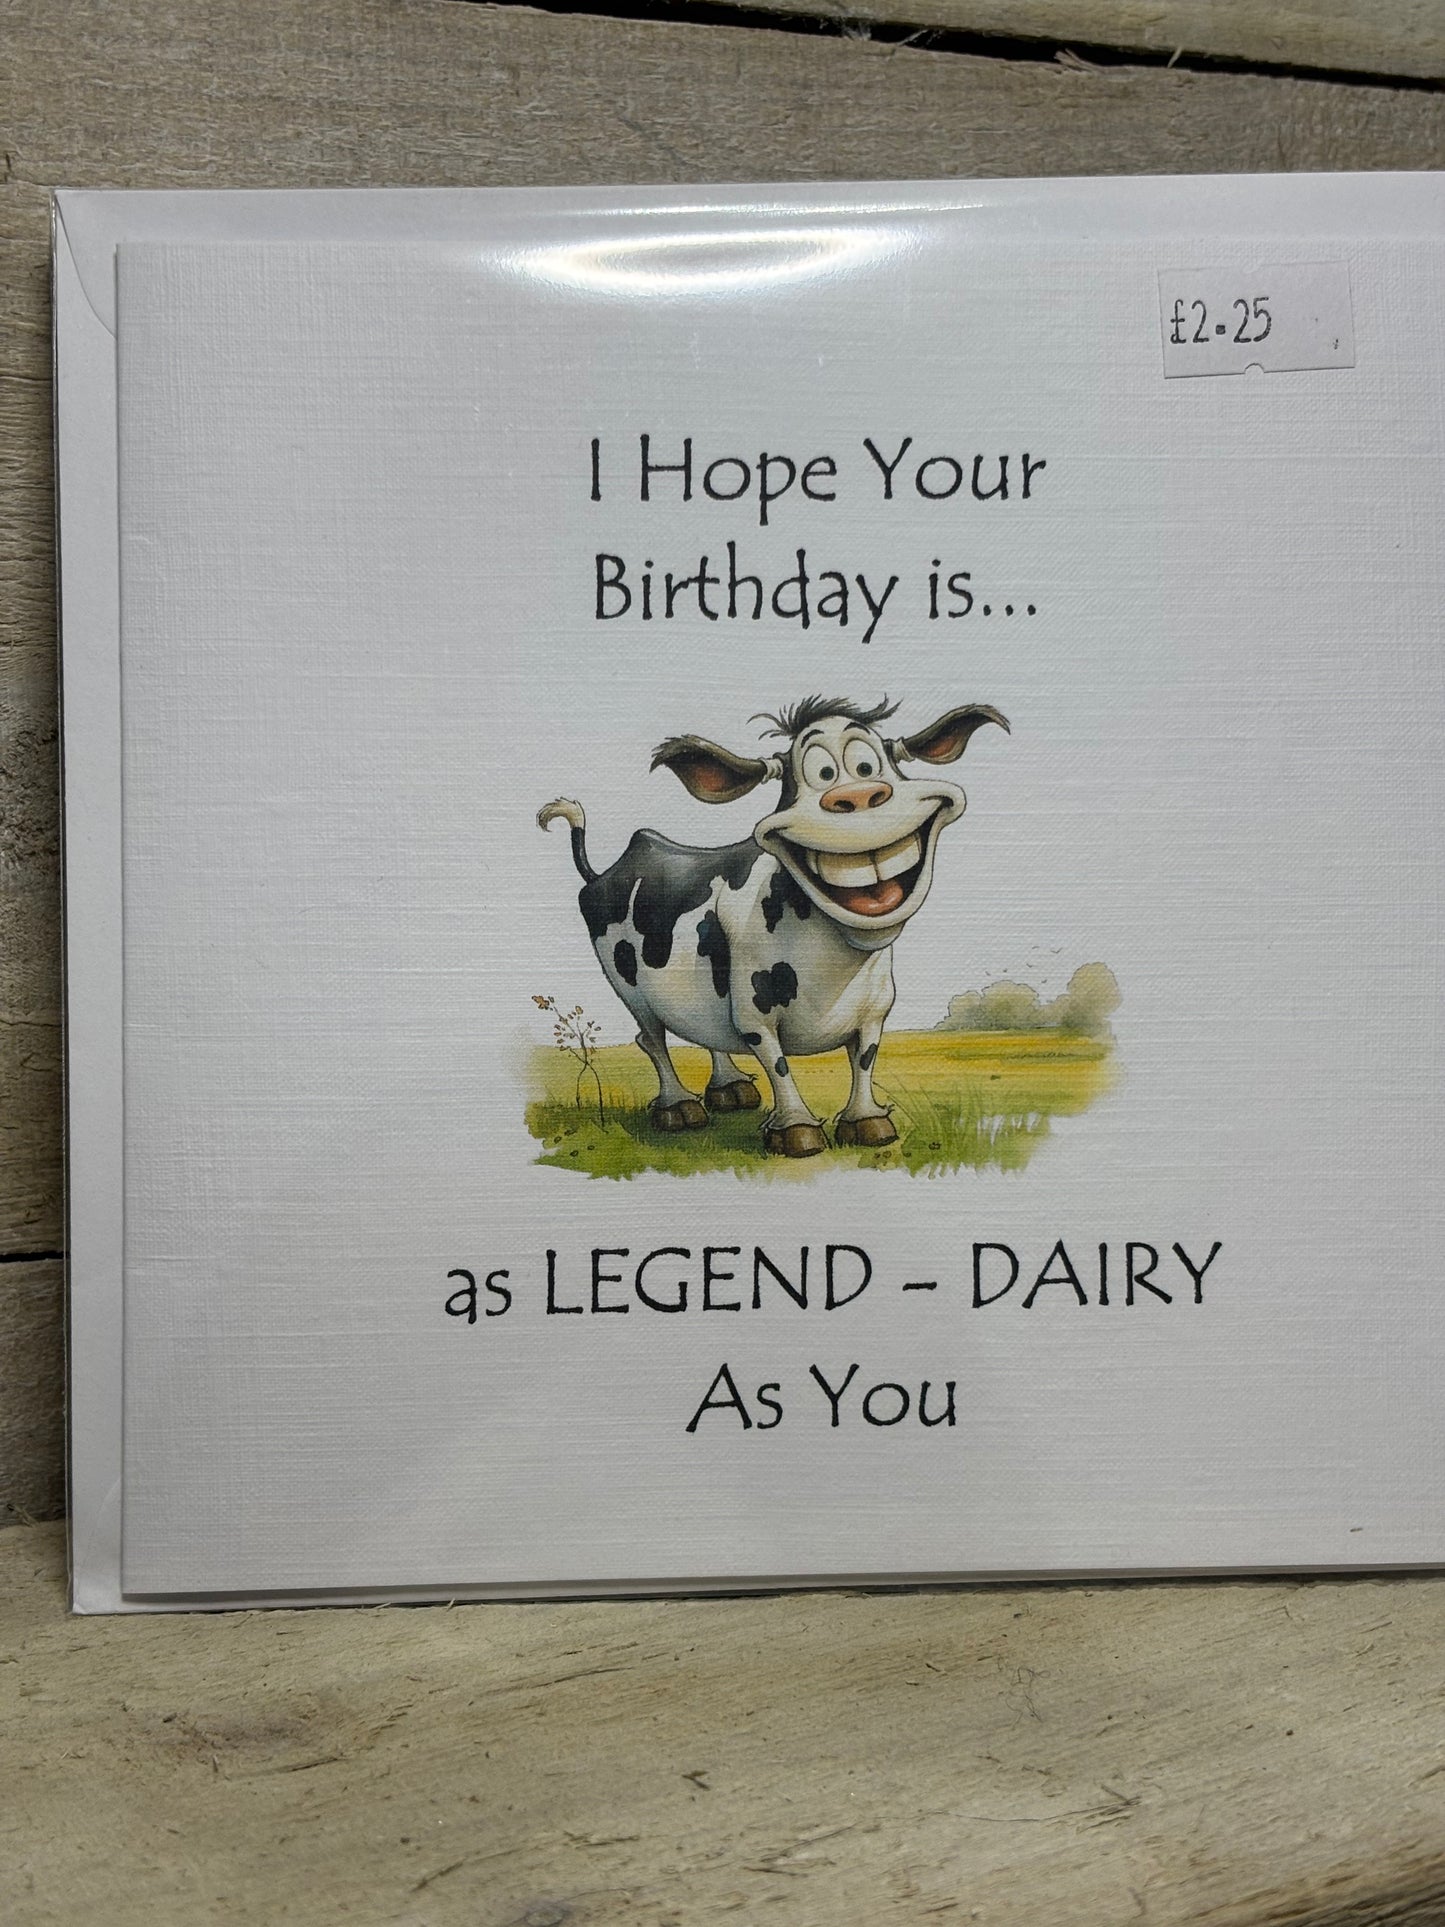 £2.25
I Hope Your
Birthday is...
as LEGEND – DAIRY
As You